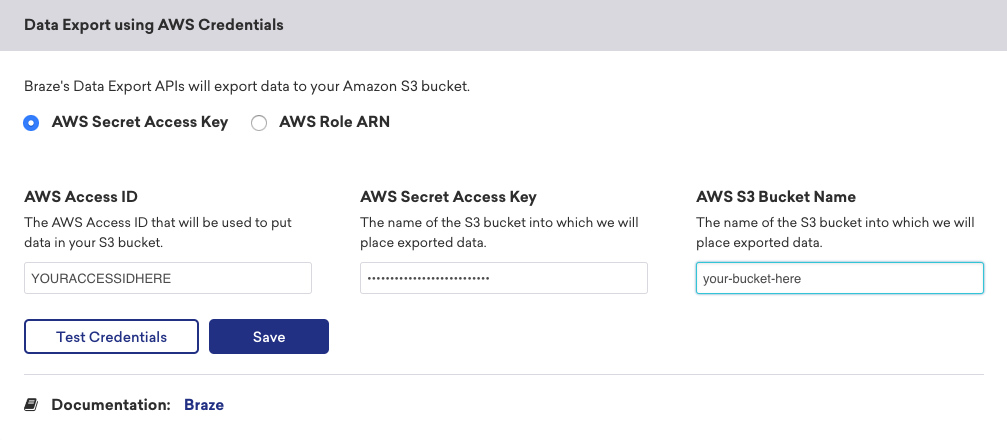 Data Export using AWS Credentials
Braze's Data Export APIs will export data to your Amazon S3 bucket.
AWS Secret Access Key
AWS Role ARN
AWS Access ID
The AWS Access ID that will be used to put
data in your S3 bucket.
YOURACCESSIDHERE
AWS Secret Access Key
The name of the S3 bucket into which we will
place exported data.
•••••••••••••••••••••••••••
AWS S3 Bucket Name
The name of the S3 bucket into which we will
place exported data.
your-bucket-here
Test Credentials
Save
Documentation: Braze